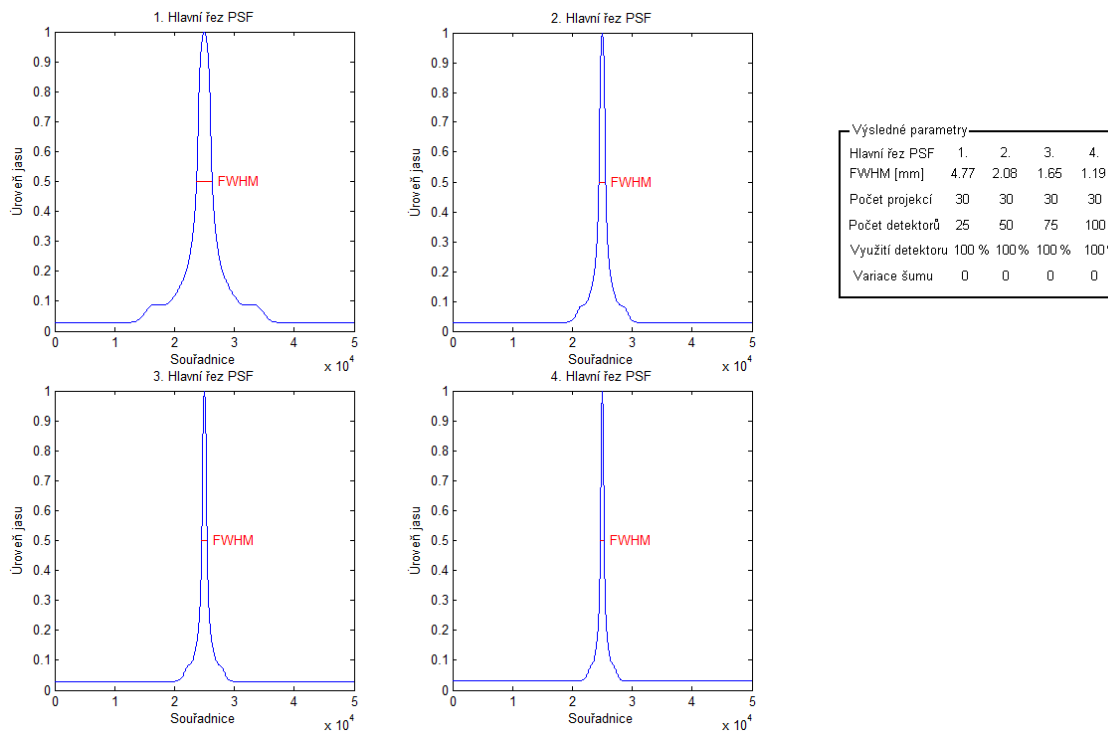 1. Hlavní řez PSF
1
0.9
0.8
0.7
0.6
0.5
0.4
0.3
0.2
0.1
0
Úroveň jasu
FWHM
0 1 2 3 4 5
Souřadnice
x 10^4
2. Hlavní řez PSF
1
0.9
0.8
0.7
0.6
0.5
0.4
0.3
0.2
0.1
0
Úroveň jasu
FWHM
0 1 2 3 4 5
Souřadnice
x 10^4
3. Hlavní řez PSF
1
0.9
0.8
0.7
0.6
0.5
0.4
0.3
0.2
0.1
0
Úroveň jasu
FWHM
0 1 2 3 4 5
Souřadnice
x 10^4
4. Hlavní řez PSF
1
0.9
0.8
0.7
0.6
0.5
0.4
0.3
0.2
0.1
0
Úroveň jasu
FWHM
0 1 2 3 4 5
Souřadnice
x 10^4
Výsledné parametry
Hlavní řez PSF 1. 2. 3. 4.
FWHM [mm] 4.77 2.08 1.65 1.19
Počet projekcí 30 30 30 30
Počet detektorů 25 50 75 100
Využití detektoru 100 % 100 % 100 % 100 %
Variace šumu 0 0 0 0